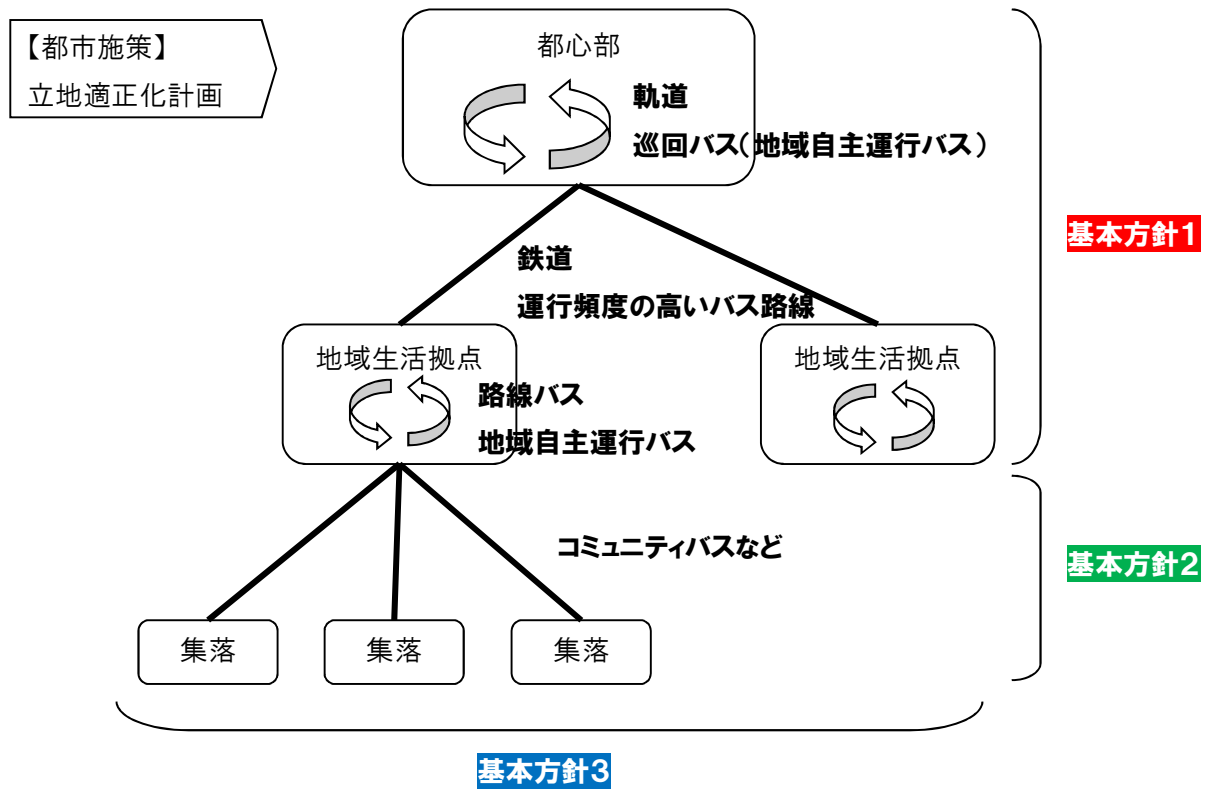 【都市施策】
立地適正化計画
都心部
軌道
巡回バス(地域自主運行バス)
基本方針1
鉄道
運行頻度の高いバス路線
地域生活拠点
地域生活拠点
路線バス
地域自主運行バス
コミュニティバスなど
基本方針2
集落
集落
集落
基本方針3